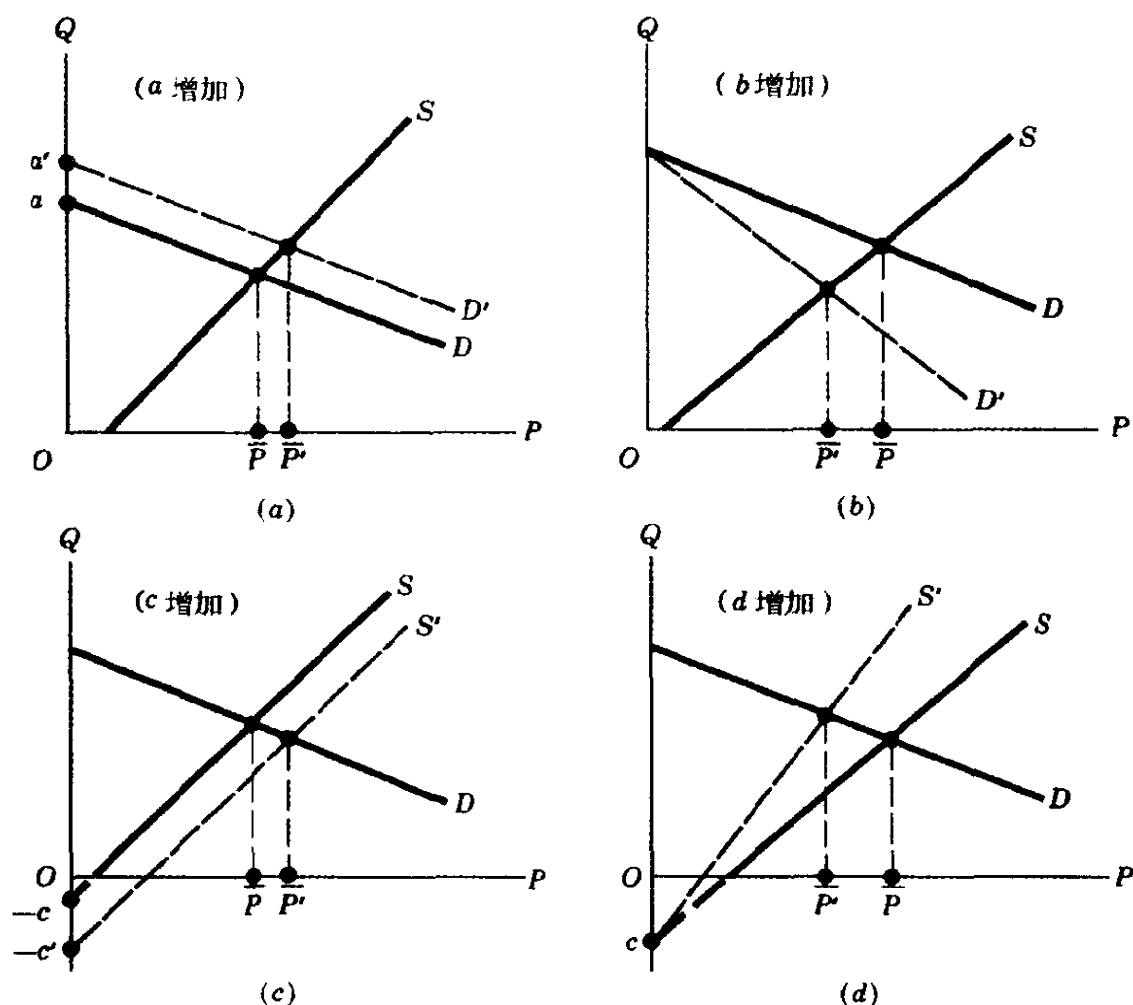 Q
(a 增加)
S
a'
a
D'
D
O
P̄
P̄'
P
(a)
Q
(b 增加)
S
D
D'
O
P̄'
P̄
P
(b)
Q
(c 增加)
S
S'
D
O
P̄
P̄'
P
—c
—c'
(c)
Q
(d 增加)
S'
S
D
O
P̄'
P̄
P
c
(d)